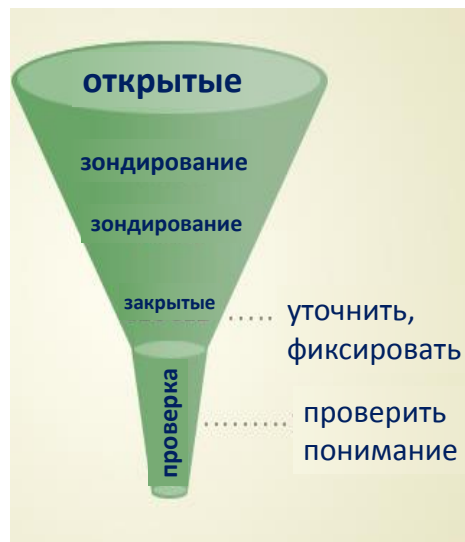 открытые
зондирование
зондирование
закрытые
уточнить,
фиксировать
проверка
проверить
понимание